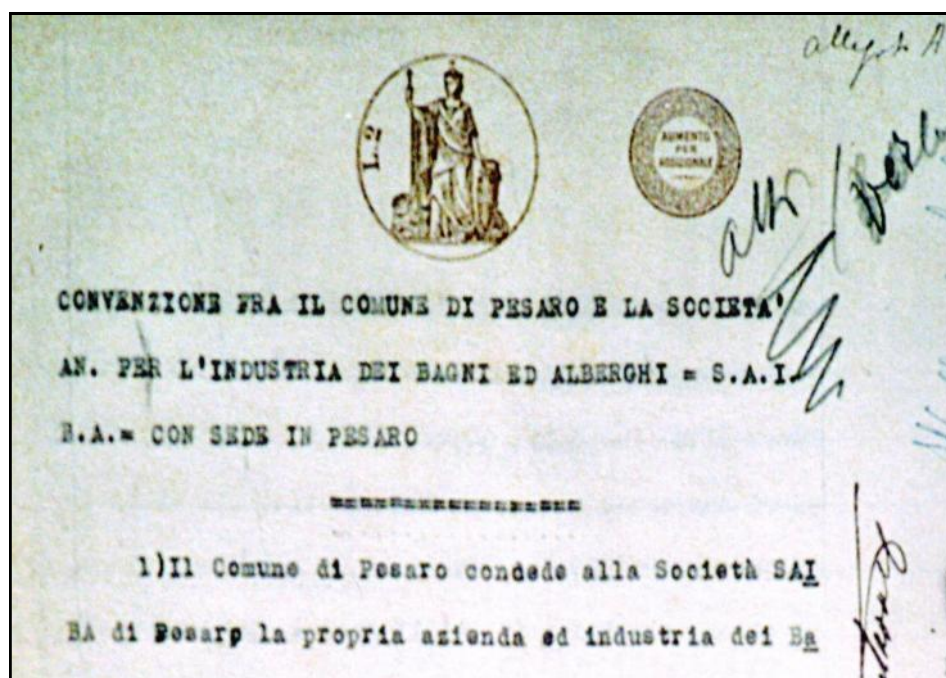 allegato A
L. 2
AUMENTO
PER
ADDIZIONALE
CONVENZIONE FRA IL COMUNE DI PESARO E LA SOCIETA'
AN. PER L'INDUSTRIA DEI BAGNI ED ALBERGHI = S.A.I.
B.A.= CON SEDE IN PESARO
==================
1)Il Comune di Pesaro condede alla Società SAI
BA di Pesaro la propria azienda ed industria dei Ba